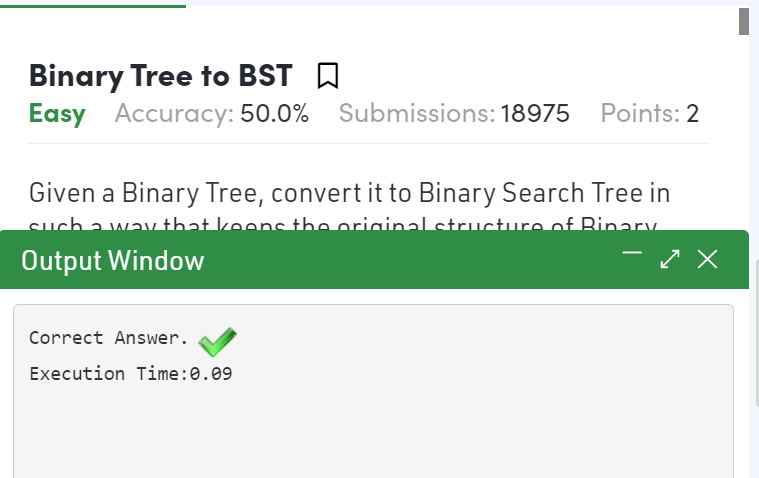 Binary Tree to BST
Easy Accuracy: 50.0% Submissions: 18975 Points: 2
Given a Binary Tree, convert it to Binary Search Tree in
such a way that keeps the original structure of Binary
Output Window
Correct Answer.
Execution Time:0.09